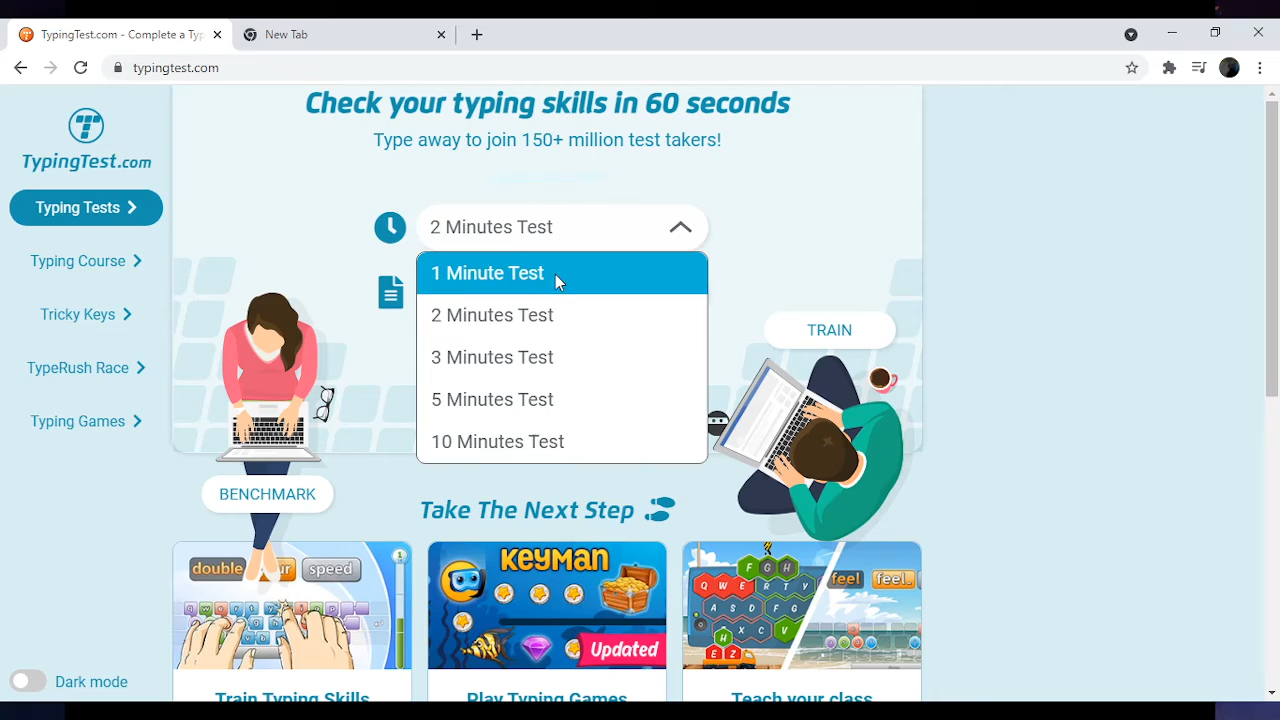 TypingTest.com - Complete a Typ
New Tab
typingtest.com
Check your typing skills in 60 seconds
Type away to join 150+ million test takers!
T
TypingTest.com
Typing Tests
Typing Course
Tricky Keys
TypeRush Race
Typing Games
2 Minutes Test
1 Minute Test
2 Minutes Test
3 Minutes Test
5 Minutes Test
10 Minutes Test
TRAIN
BENCHMARK
Take The Next Step
double
speed
1
KEYMAN
Updated
F G H
Q W E R T Y
A S D F G
H X C V
E Z
feel
feel..
Train Typing Skills
Play Typing Games
Teach your class
Dark mode